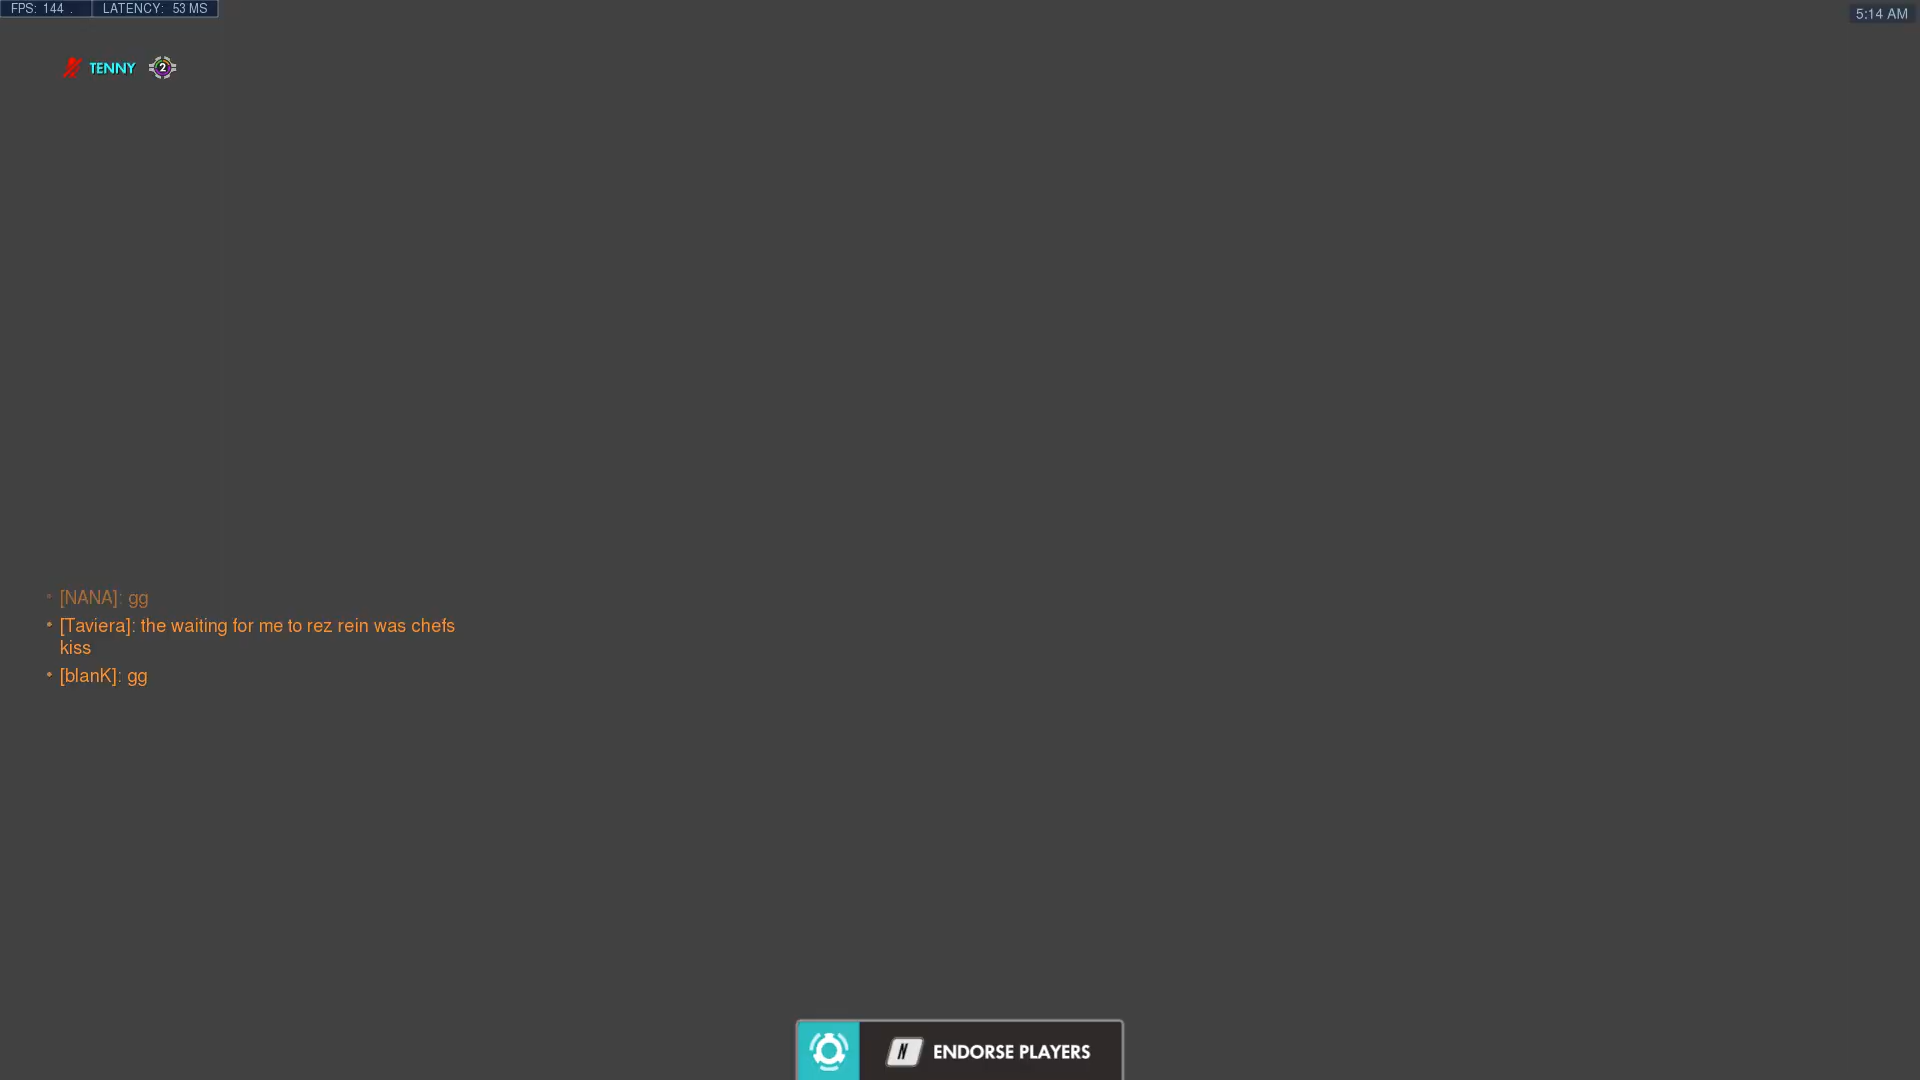 FPS: 144 . LATENCY: 53 MS
5:14 AM
TENNY 2
• [NANA]: gg
• [Taviera]: the waiting for me to rez rein was chefs
kiss
• [blanK]: gg
N ENDORSE PLAYERS